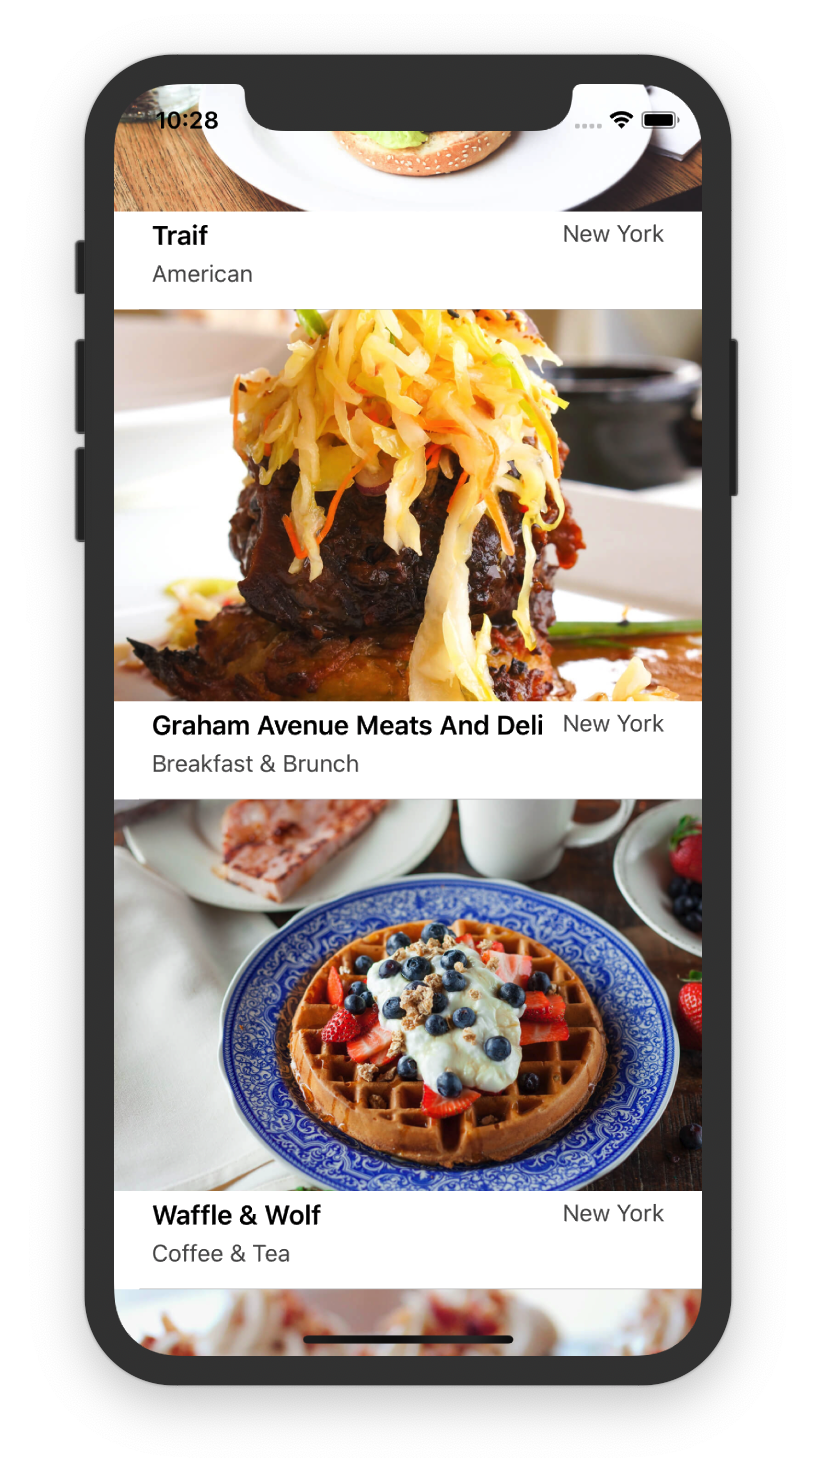 10:28
Traif New York
American
Graham Avenue Meats And Deli New York
Breakfast & Brunch
Waffle & Wolf New York
Coffee & Tea